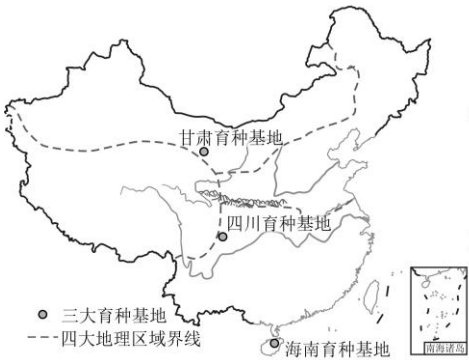 甘肃育种基地
四川育种基地
三大育种基地
四大地理区域界线
海南育种基地
南海诸岛